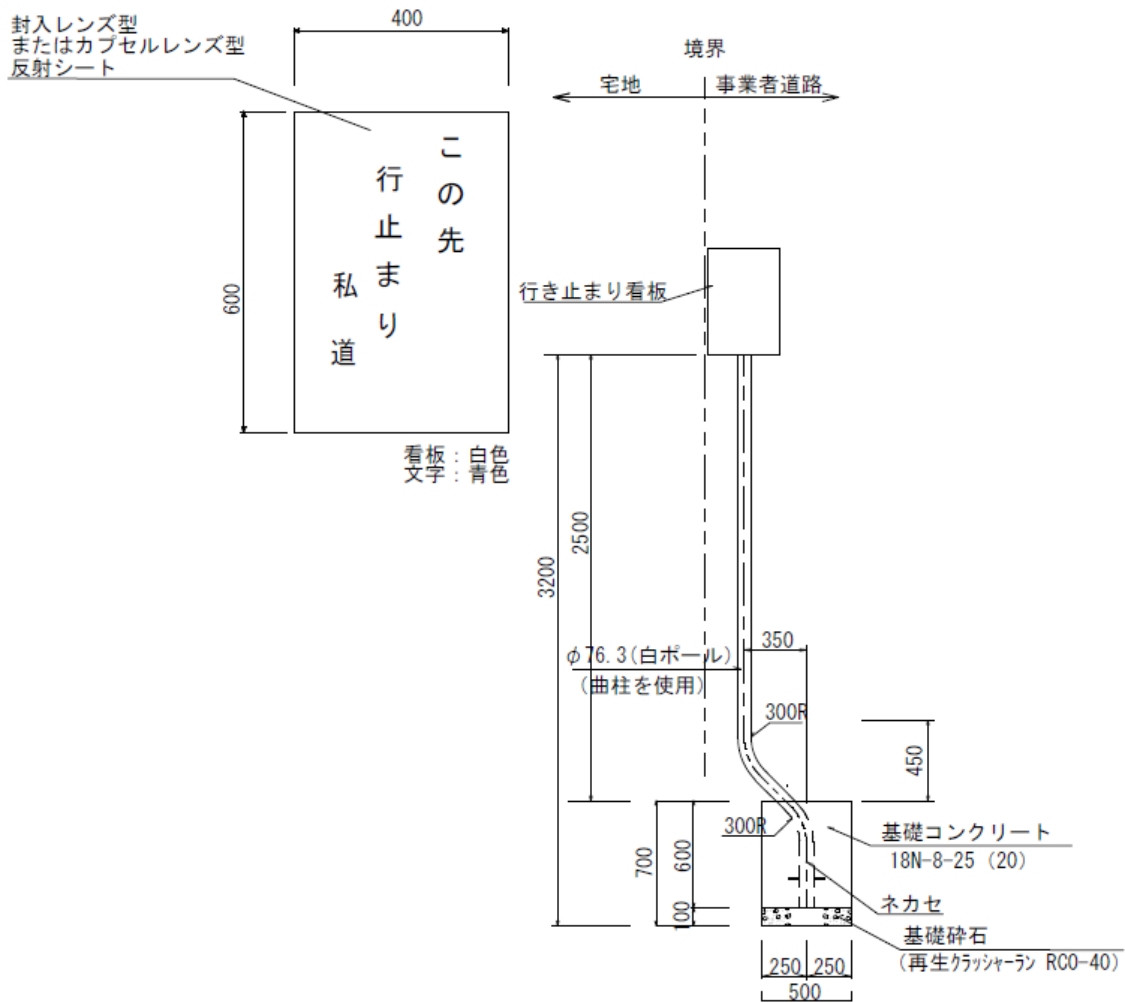 封入レンズ型
またはカプセルレンズ型
反射シート
400
600
この先
行止まり
私道
看板：白色
文字：青色
境界
宅地
事業者道路
行き止まり看板
3200
2500
350
φ76.3(白ポール)
(曲柱を使用)
300R
450
300R
700
600
100
基礎コンクリート
18N-8-25 (20)
ネカセ
基礎砕石
(再生クラッシャーラン RC0-40)
250
250
500